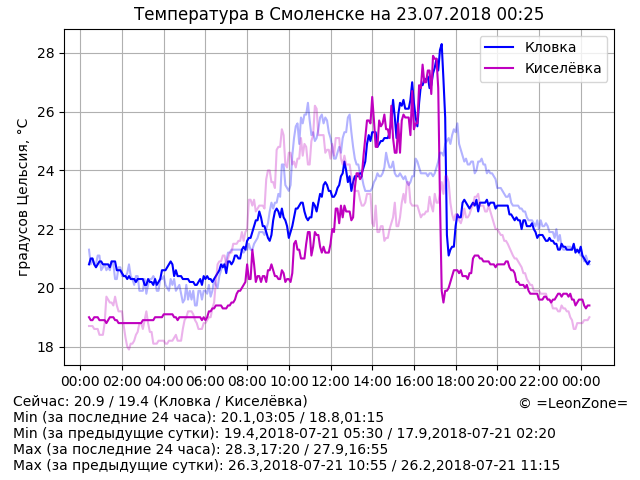 Температура в Смоленске на 23.07.2018 00:25
градусов Цельсия, °C
28
26
24
22
20
18
Кловка
Киселёвка
00:00 02:00 04:00 06:00 08:00 10:00 12:00 14:00 16:00 18:00 20:00 22:00 00:00
Сейчас: 20.9 / 19.4 (Кловка / Киселёвка)
© =LeonZone=
Min (за последние 24 часа): 20.1,03:05 / 18.8,01:15
Min (за предыдущие сутки): 19.4,2018-07-21 05:30 / 17.9,2018-07-21 02:20
Max (за последние 24 часа): 28.3,17:20 / 27.9,16:55
Max (за предыдущие сутки): 26.3,2018-07-21 10:55 / 26.2,2018-07-21 11:15